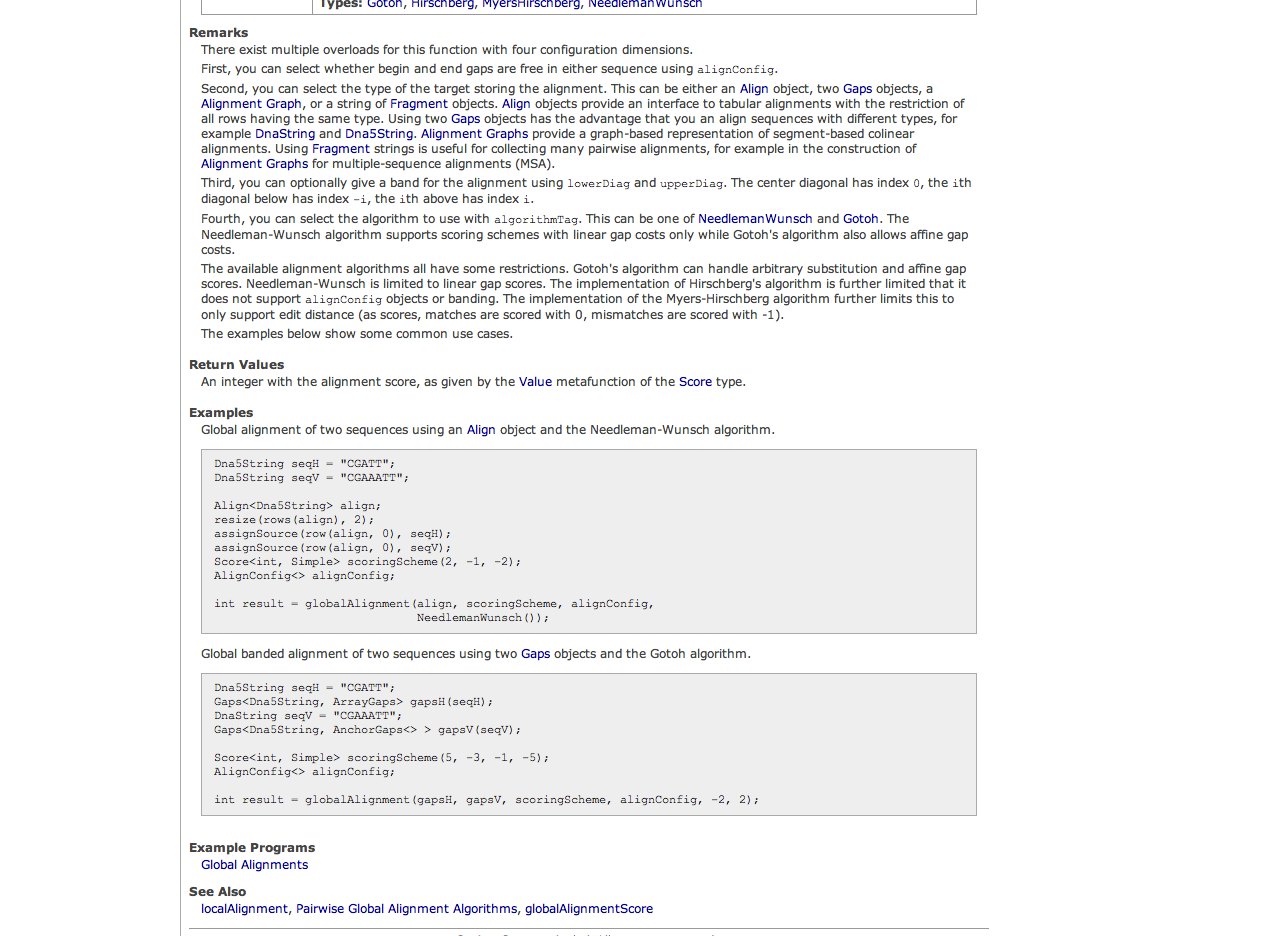 Types: Gotoh, Hirschberg, MyersHirschberg, NeedlemanWunsch
Remarks
There exist multiple overloads for this function with four configuration dimensions.
First, you can select whether begin and end gaps are free in either sequence using alignConfig.
Second, you can select the type of the target storing the alignment. This can be either an Align object, two Gaps objects, a
Alignment Graph, or a string of Fragment objects. Align objects provide an interface to tabular alignments with the restriction of
all rows having the same type. Using two Gaps objects has the advantage that you an align sequences with different types, for
example DnaString and Dna5String. Alignment Graphs provide a graph-based representation of segment-based colinear
alignments. Using Fragment strings is useful for collecting many pairwise alignments, for example in the construction of
Alignment Graphs for multiple-sequence alignments (MSA).
Third, you can optionally give a band for the alignment using lowerDiag and upperDiag. The center diagonal has index 0, the ith
diagonal below has index -i, the ith above has index i.
Fourth, you can select the algorithm to use with algorithmTag. This can be one of NeedlemanWunsch and Gotoh. The
Needleman-Wunsch algorithm supports scoring schemes with linear gap costs only while Gotoh's algorithm also allows affine gap
costs.
The available alignment algorithms all have some restrictions. Gotoh's algorithm can handle arbitrary substitution and affine gap
scores. Needleman-Wunsch is limited to linear gap scores. The implementation of Hirschberg's algorithm is further limited that it
does not support alignConfig objects or banding. The implementation of the Myers-Hirschberg algorithm further limits this to
only support edit distance (as scores, matches are scored with 0, mismatches are scored with -1).
The examples below show some common use cases.
Return Values
An integer with the alignment score, as given by the Value metafunction of the Score type.
Examples
Global alignment of two sequences using an Align object and the Needleman-Wunsch algorithm.
Dna5String seqH = "CGATT";
Dna5String seqV = "CGAAATT";
Align<Dna5String> align;
resize(rows(align), 2);
assignSource(row(align, 0), seqH);
assignSource(row(align, 0), seqV);
Score<int, Simple> scoringScheme(2, -1, -2);
AlignConfig<> alignConfig;
int result = globalAlignment(align, scoringScheme, alignConfig,
NeedlemanWunsch());
Global banded alignment of two sequences using two Gaps objects and the Gotoh algorithm.
Dna5String seqH = "CGATT";
Gaps<Dna5String, ArrayGaps> gapsH(seqH);
DnaString seqV = "CGAAATT";
Gaps<Dna5String, AnchorGaps<> > gapsV(seqV);
Score<int, Simple> scoringScheme(5, -3, -1, -5);
AlignConfig<> alignConfig;
int result = globalAlignment(gapsH, gapsV, scoringScheme, alignConfig, -2, 2);
Example Programs
Global Alignments
See Also
localAlignment, Pairwise Global Alignment Algorithms, globalAlignmentScore